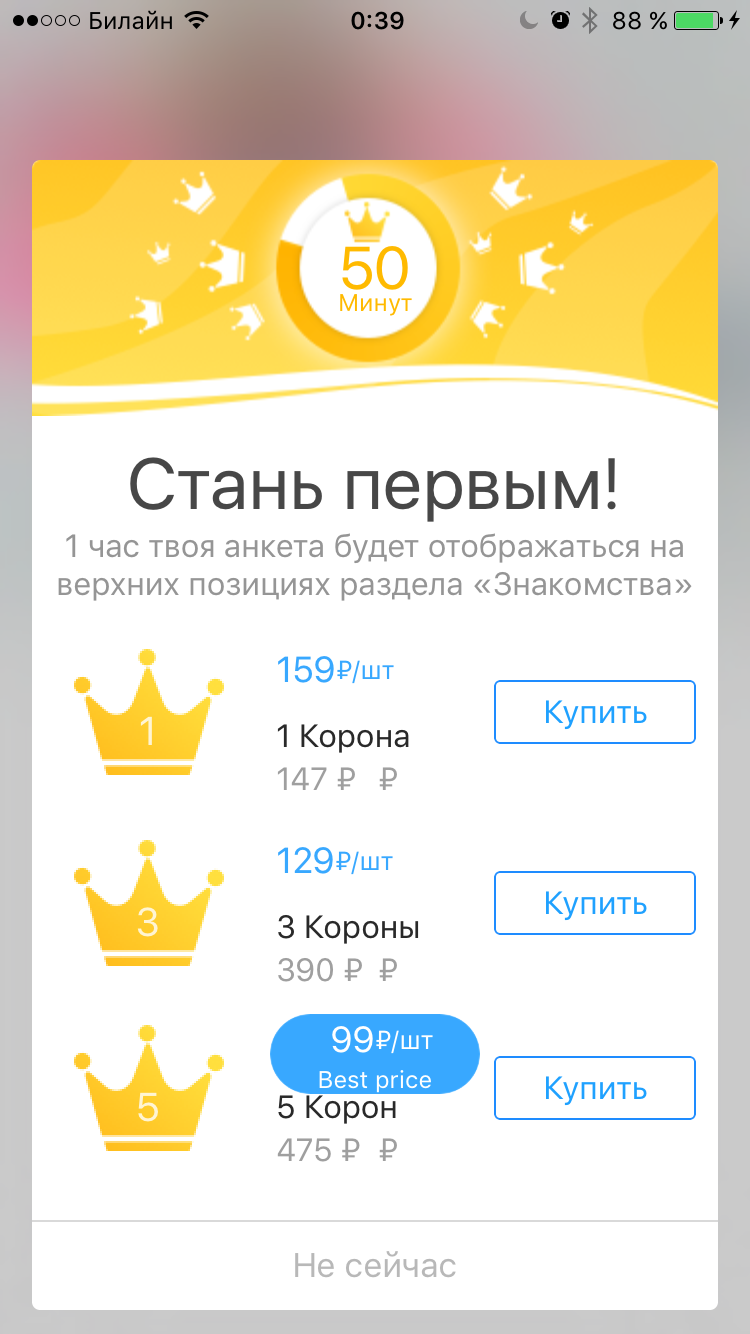 Билайн 0:39 88 %
50
Минут
Стань первым!
1 час твоя анкета будет отображаться на
верхних позициях раздела «Знакомства»
1
159₽/шт
1 Корона
147 ₽ ₽
Купить
3
129₽/шт
3 Короны
390 ₽ ₽
Купить
5
99₽/шт
Best price
5 Корон
475 ₽ ₽
Купить
Не сейчас